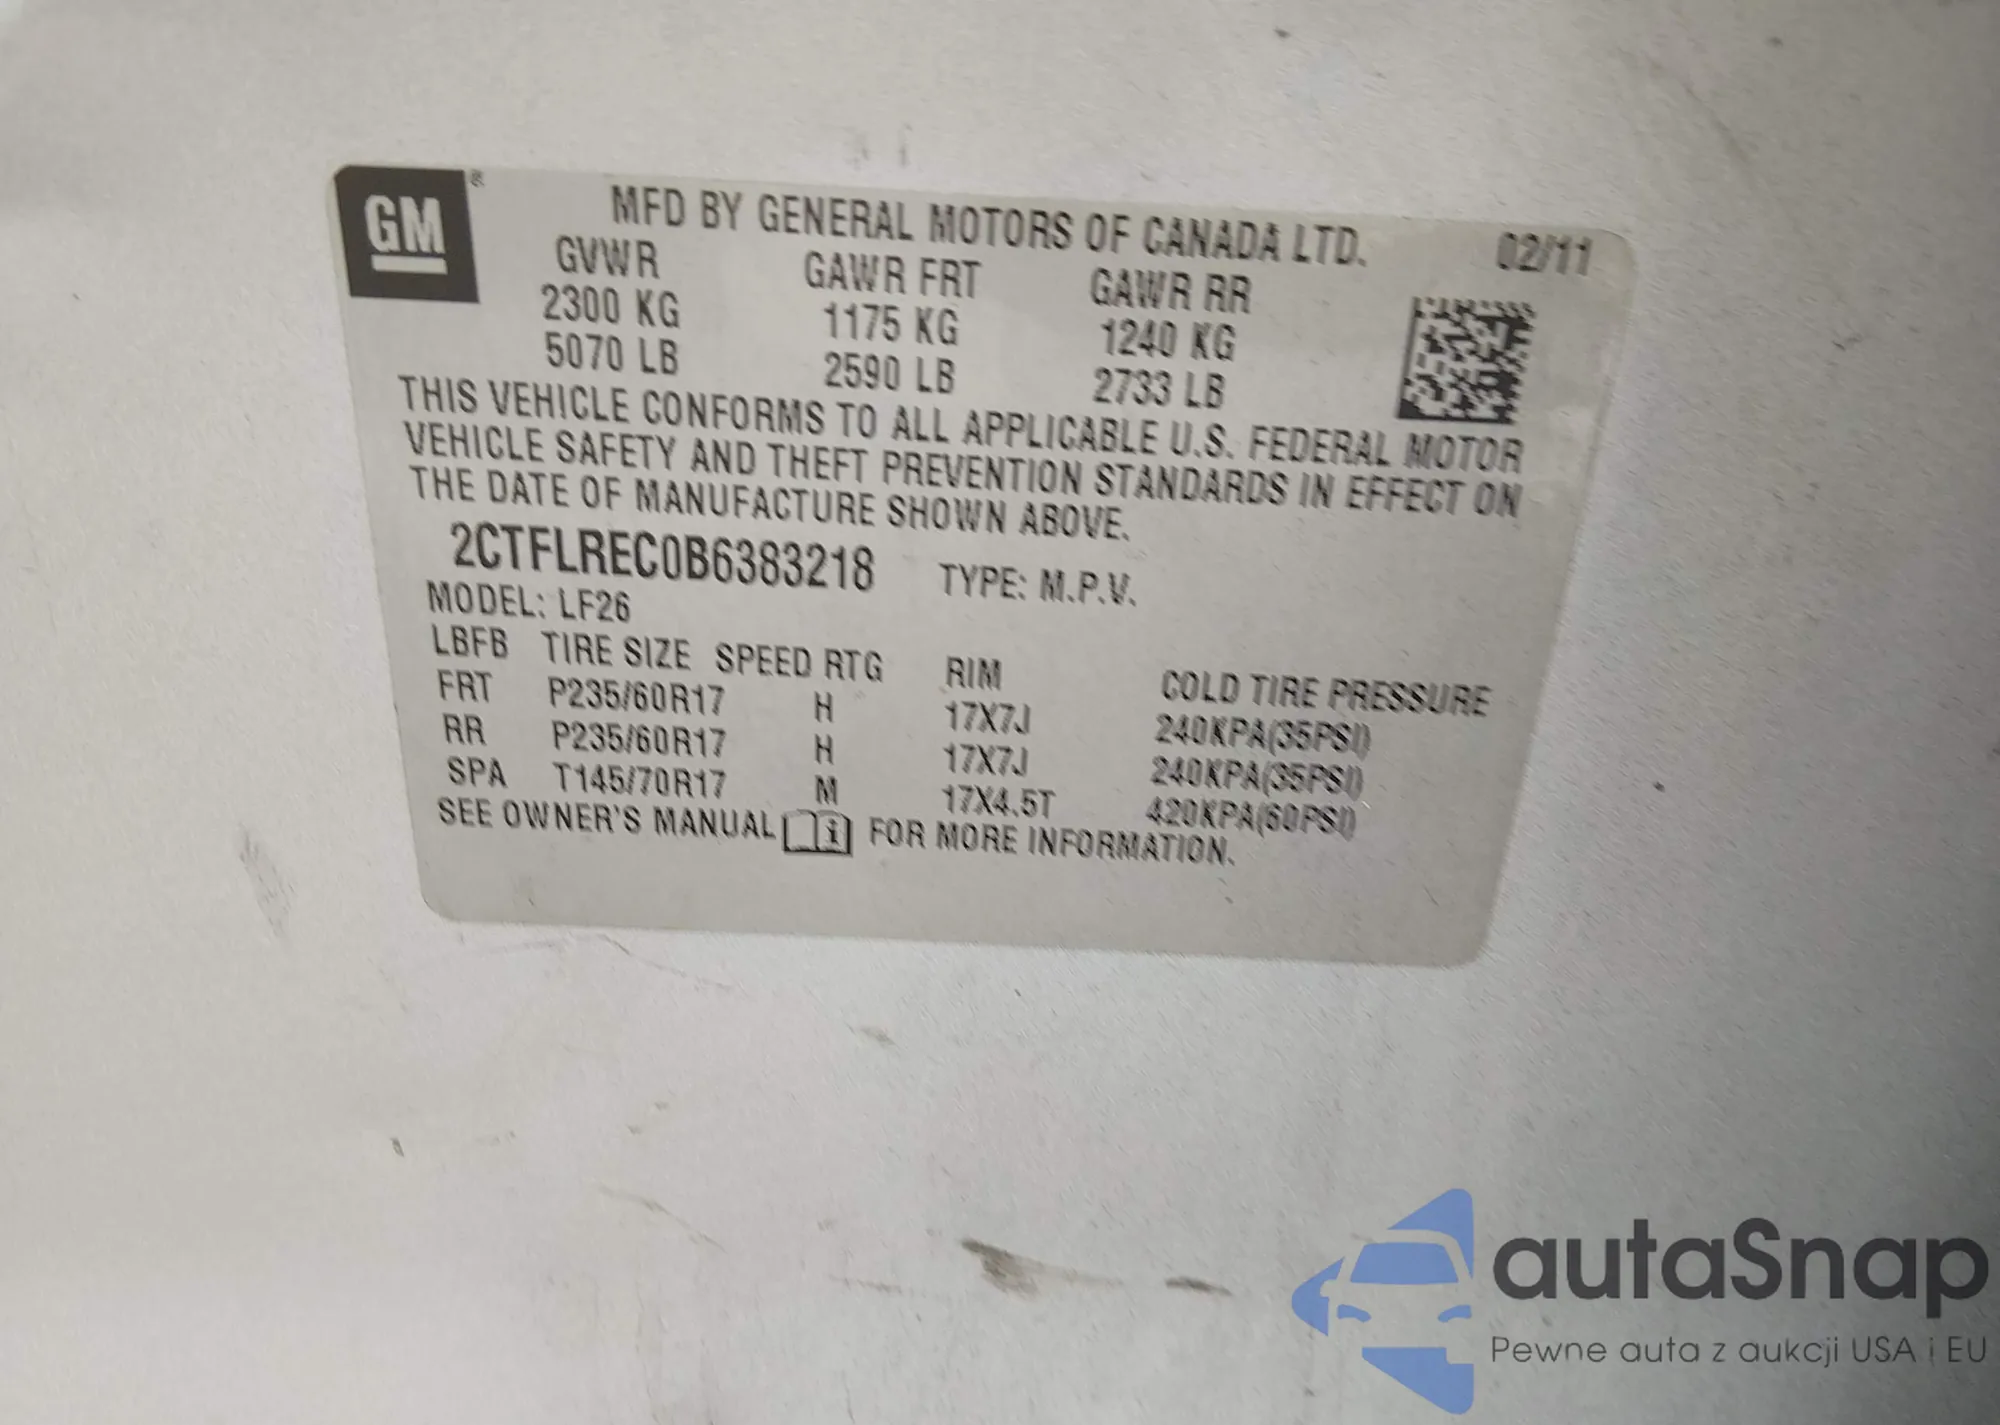 GM
MFD BY GENERAL MOTORS OF CANADA LTD. 02/11
GVWR GAWR FRT GAWR RR
2300 KG 1175 KG 1240 KG
5070 LB 2590 LB 2733 LB
THIS VEHICLE CONFORMS TO ALL APPLICABLE U.S. FEDERAL MOTOR
VEHICLE SAFETY AND THEFT PREVENTION STANDARDS IN EFFECT ON
THE DATE OF MANUFACTURE SHOWN ABOVE.
2CTFLREC0B6383218 TYPE: M.P.V.
MODEL: LF26
LBFB TIRE SIZE SPEED RTG RIM COLD TIRE PRESSURE
FRT P235/60R17 H 17X7J 240KPA(35PSI)
RR P235/60R17 H 17X7J 240KPA(35PSI)
SPA T145/70R17 M 17X4.5T 420KPA(60PSI)
SEE OWNER'S MANUAL i FOR MORE INFORMATION.
autaSnap
Pewne auta z aukcji USA i EU